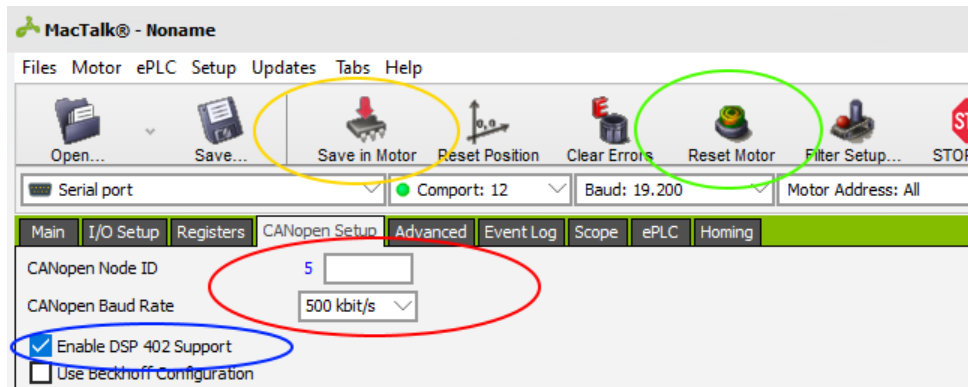 MacTalk® - Noname
Files Motor ePLC Setup Updates Tabs Help
Open... Save... Save in Motor Reset Position Clear Errors Reset Motor Filter Setup... STO
Serial port Comport: 12 Baud: 19.200 Motor Address: All
Main I/O Setup Registers CANopen Setup Advanced Event Log Scope ePLC Homing
CANopen Node ID 5
CANopen Baud Rate 500 kbit/s
Enable DSP 402 Support
Use Beckhoff Configuration